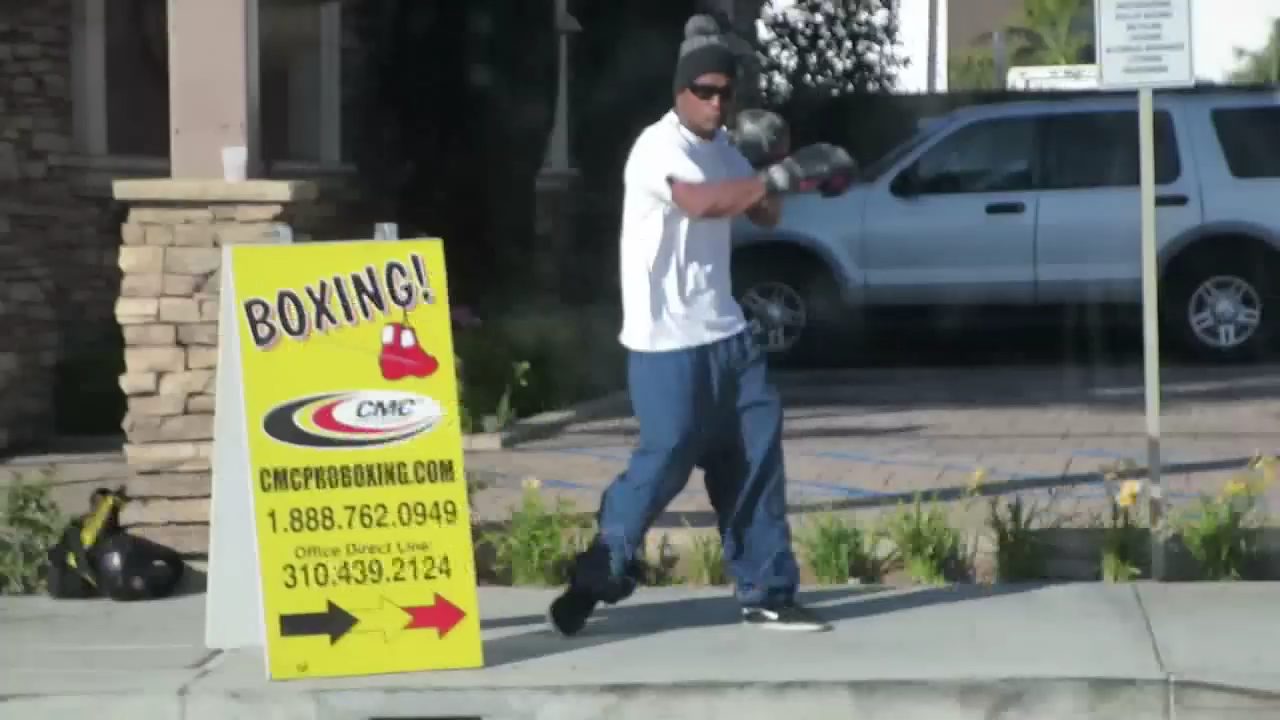 BOXING!
CMC
CMCPROBOXING.COM
1.888.762.0949
Office Direct Line:
310.439.2124